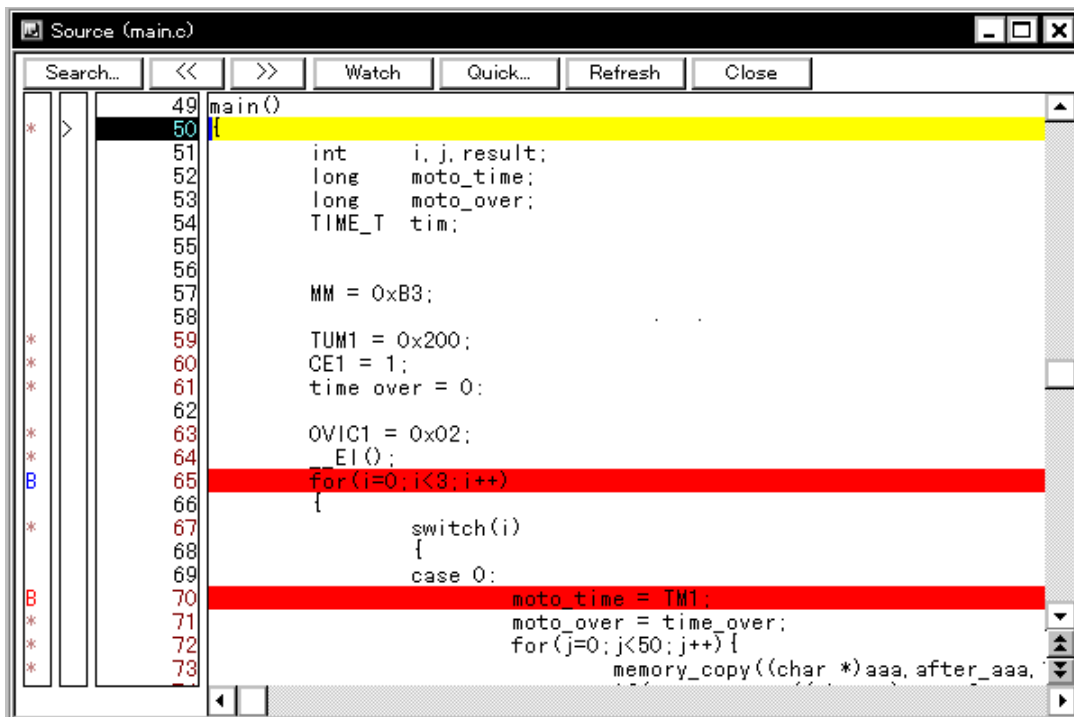 Source (main.c)
Search... << >> Watch Quick... Refresh Close
49 main()
* > 50 {
51 int i,j,result;
52 long moto_time;
53 long moto_over;
54 TIME_T tim;
55
56
57 MM = 0xB3;
58
* 59 TUM1 = 0x200;
* 60 CE1 = 1;
* 61 time over = 0:
62
* 63 OVIC1 = 0x02;
* 64 __EI();
B 65 for(i=0;i<3;i++)
66 {
* 67 switch(i)
68 {
69 case 0:
B 70 moto_time = TM1;
* 71 moto_over = time_over;
* 72 for(j=0;j<50;j++){
* 73 memory_copy((char *)aaa,after_aaa,